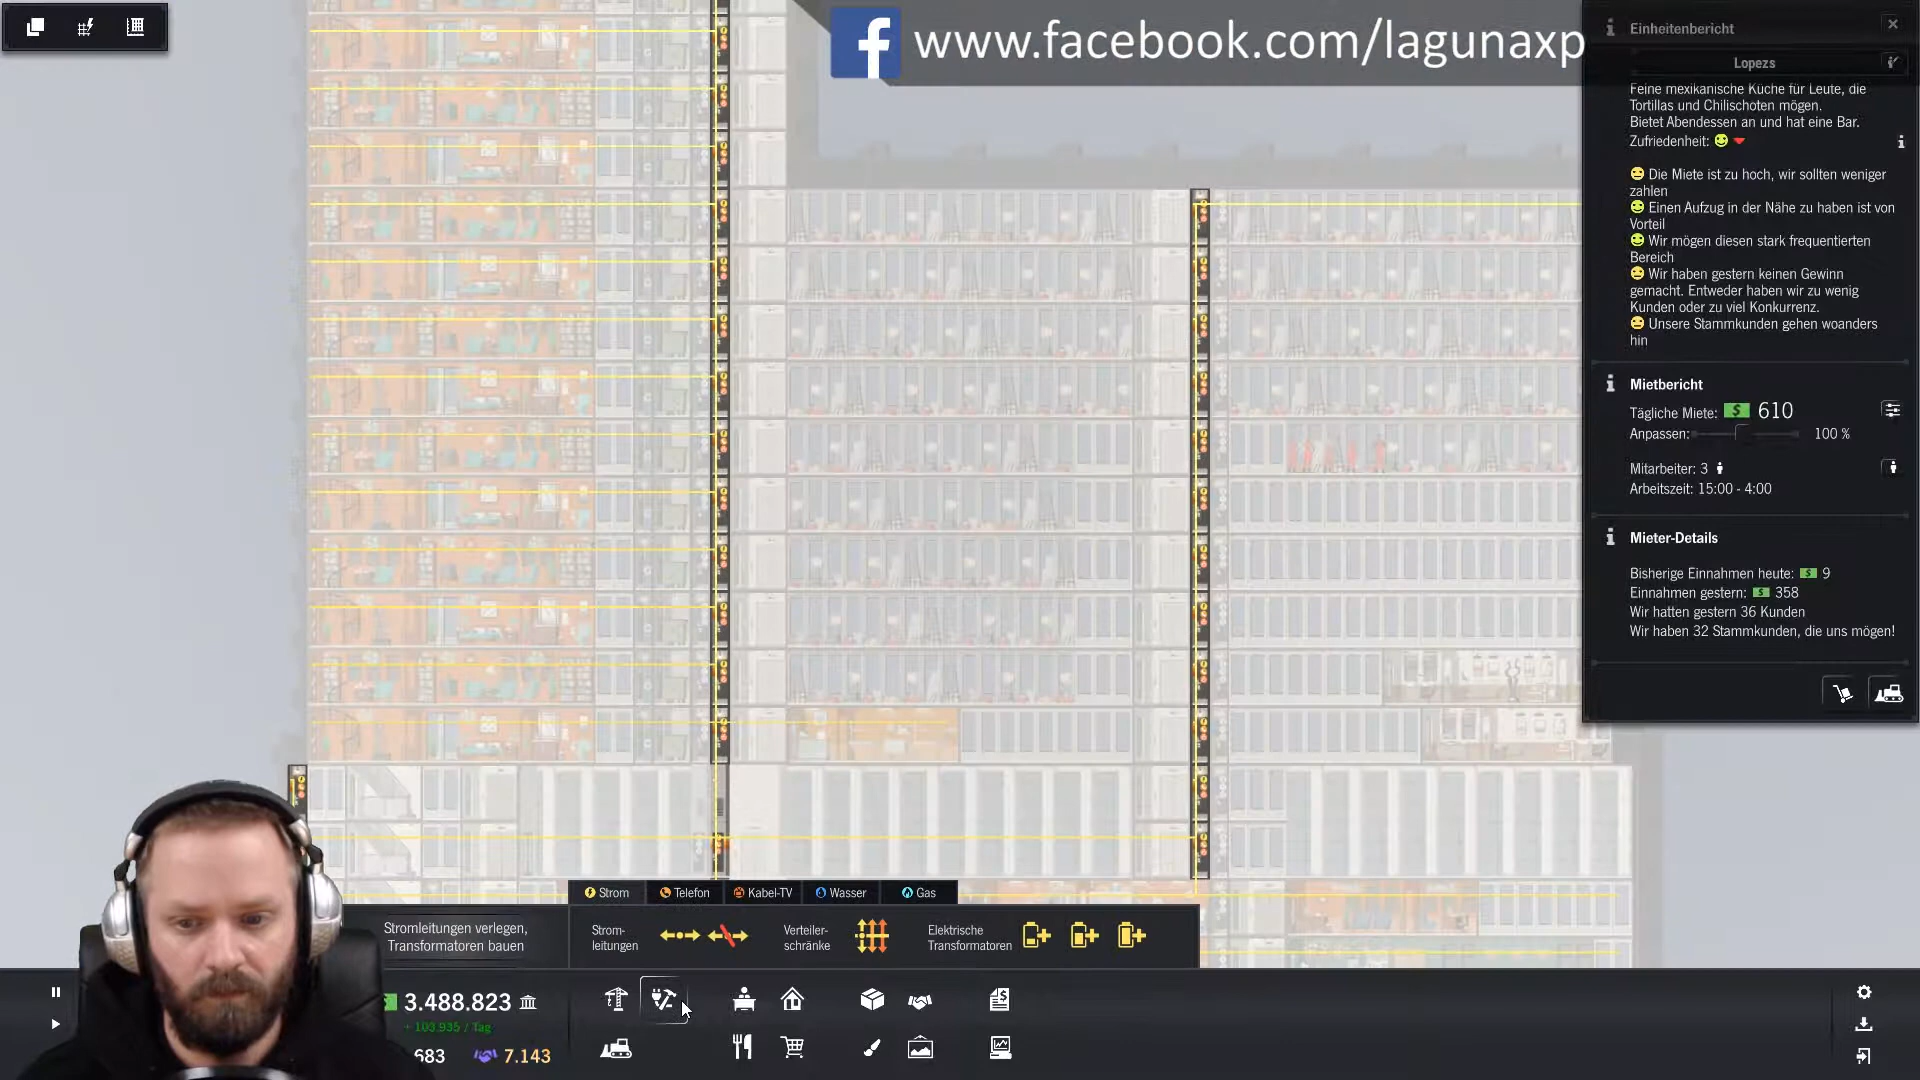 www.facebook.com/lagunaxp
Einheitenbericht
Lopezs
Feine mexikanische Küche für Leute, die
Tortillas und Chilischoten mögen.
Bietet Abendessen an und hat eine Bar.
Zufriedenheit:
Die Miete ist zu hoch, wir sollten weniger
zahlen
Einen Aufzug in der Nähe zu haben ist von
Vorteil
Wir mögen diesen stark frequentierten
Bereich
Wir haben gestern keinen Gewinn
gemacht. Entweder haben wir zu wenig
Kunden oder zu viel Konkurrenz.
Unsere Stammkunden gehen woanders
hin
Mietbericht
Tägliche Miete: 610
Anpassen: 100 %
Mitarbeiter: 3
Arbeitszeit: 15:00 - 4:00
Mieter-Details
Bisherige Einnahmen heute: 9
Einnahmen gestern: 358
Wir hatten gestern 36 Kunden
Wir haben 32 Stammkunden, die uns mögen!
Strom Telefon Kabel-TV Wasser Gas
Stromleitungen verlegen,
Transformatoren bauen
Strom-
leitungen
Verteiler-
schränke
Elektrische
Transformatoren
3.488.823
+ 103.935 / Tag
683 7.143